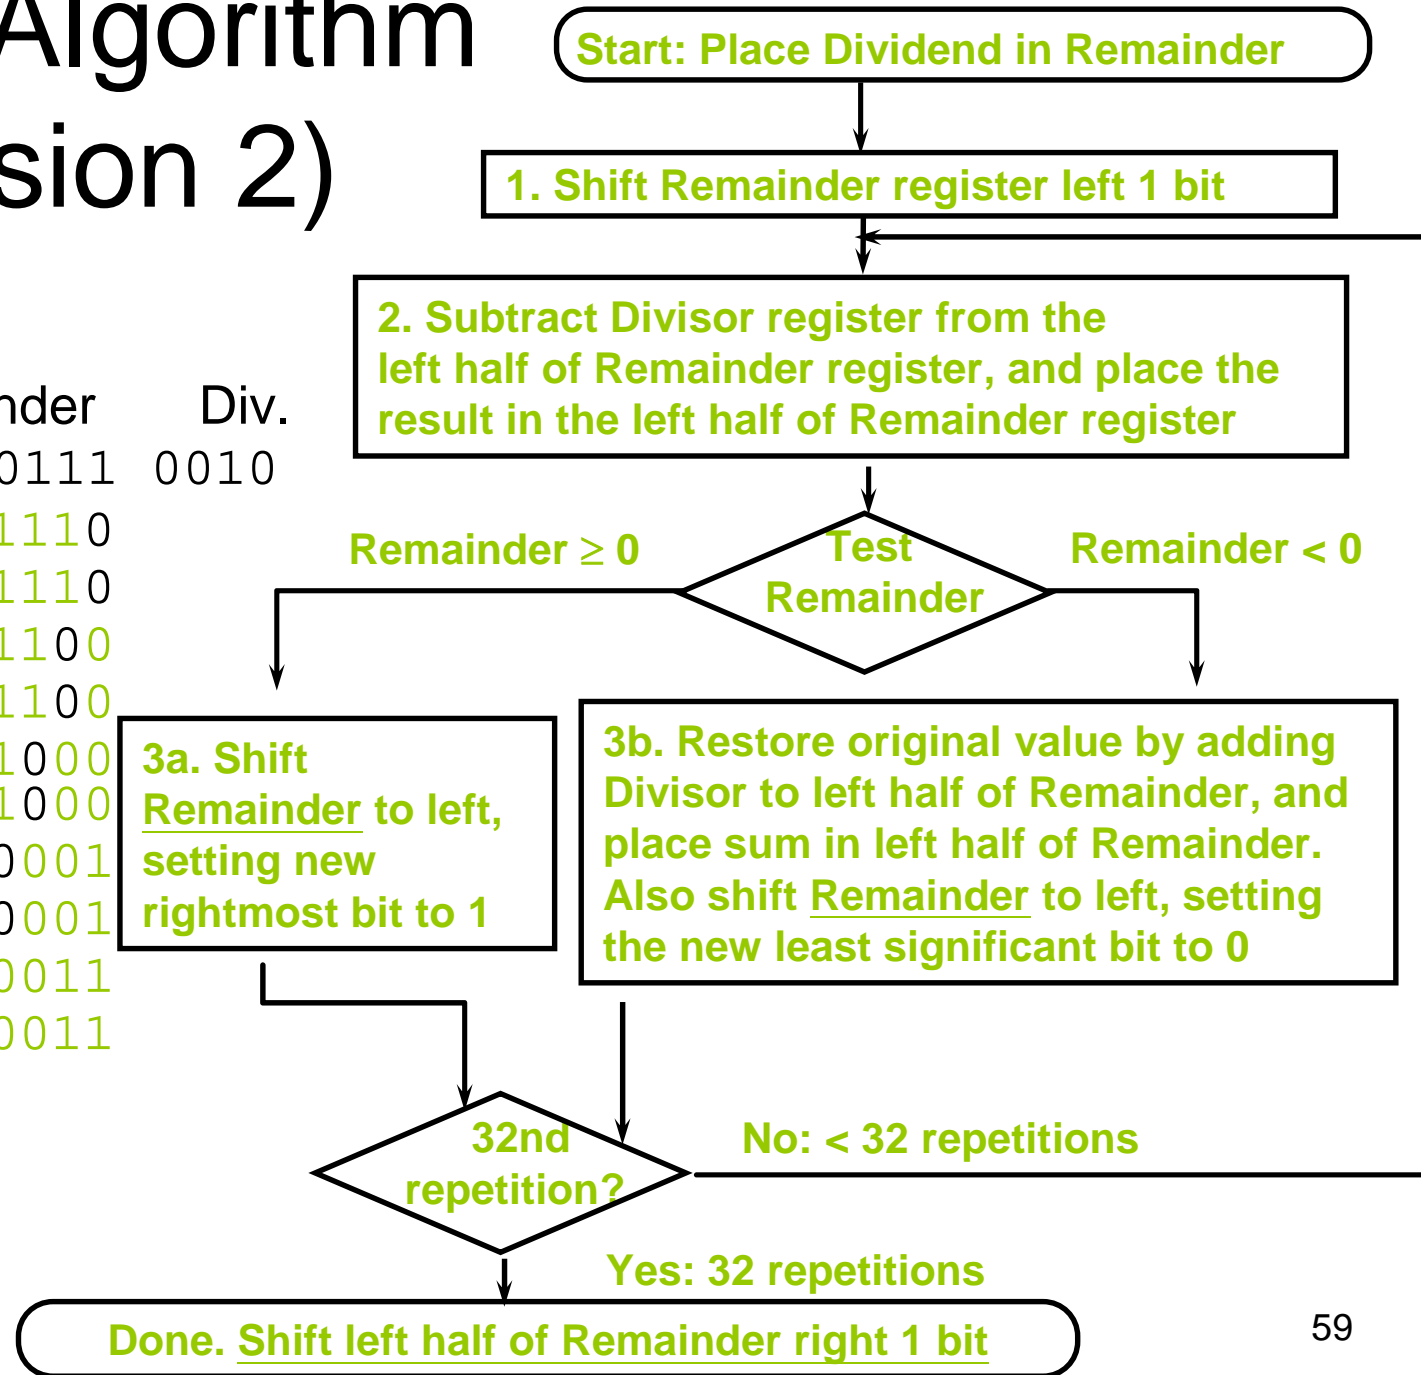 Algorithm
sion 2)
Start: Place Dividend in Remainder
1. Shift Remainder register left 1 bit
2. Subtract Divisor register from the
left half of Remainder register, and place the
result in the left half of Remainder register
nder Div.
0111 0010
1110
1110
1100
1100
1000
1000
0001
0001
0011
0011
Remainder ≥ 0
Test
Remainder
Remainder < 0
3a. Shift
Remainder to left,
setting new
rightmost bit to 1
3b. Restore original value by adding
Divisor to left half of Remainder, and
place sum in left half of Remainder.
Also shift Remainder to left, setting
the new least significant bit to 0
32nd
repetition?
No: < 32 repetitions
Yes: 32 repetitions
Done. Shift left half of Remainder right 1 bit
59